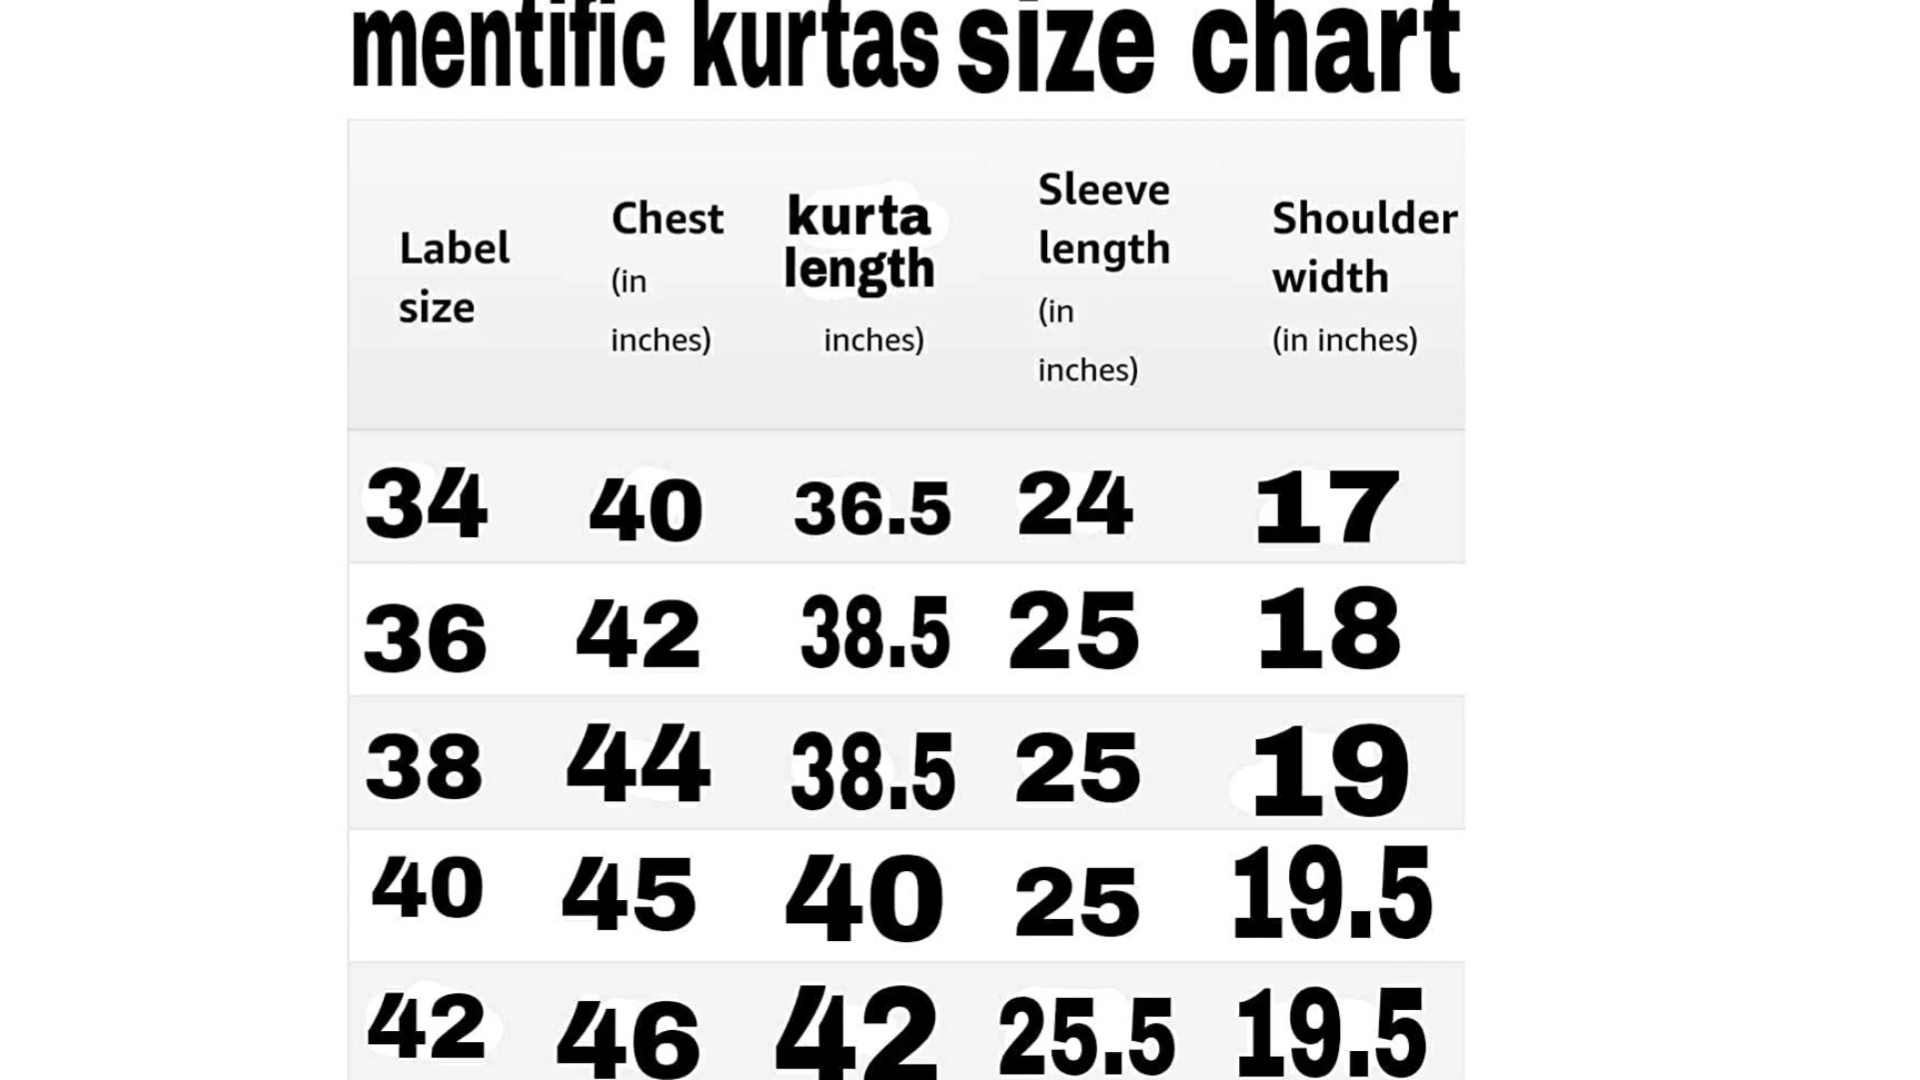 mentific kurtas size chart
Label size Chest (in inches) kurta length inches) Sleeve length (in inches) Shoulder width (in inches)
34 40 36.5 24 17
36 42 38.5 25 18
38 44 38.5 25 19
40 45 40 25 19.5
42 46 42 25.5 19.5